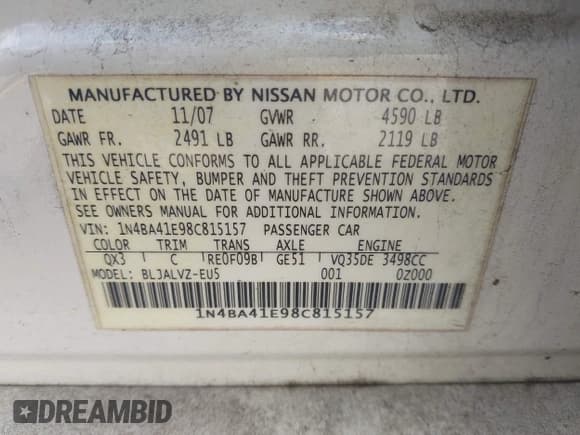 MANUFACTURED BY NISSAN MOTOR CO., LTD.
DATE 11/07 GVWR 4590 LB
GAWR FR. 2491 LB GAWR RR. 2119 LB
THIS VEHICLE CONFORMS TO ALL APPLICABLE FEDERAL MOTOR
VEHICLE SAFETY, BUMPER AND THEFT PREVENTION STANDARDS
IN EFFECT ON THE DATE OF MANUFACTURE SHOWN ABOVE.
SEE OWNERS MANUAL FOR ADDITIONAL INFORMATION.
VIN: 1N4BA41E98C815157 PASSENGER CAR
COLOR TRIM TRANS AXLE ENGINE
QX3 C RE0F09B GE51 VQ35DE 3498CC
MODEL: BLJALVZ-EU5 001 0Z000
1N4BA41E98C815157
DREAMBID